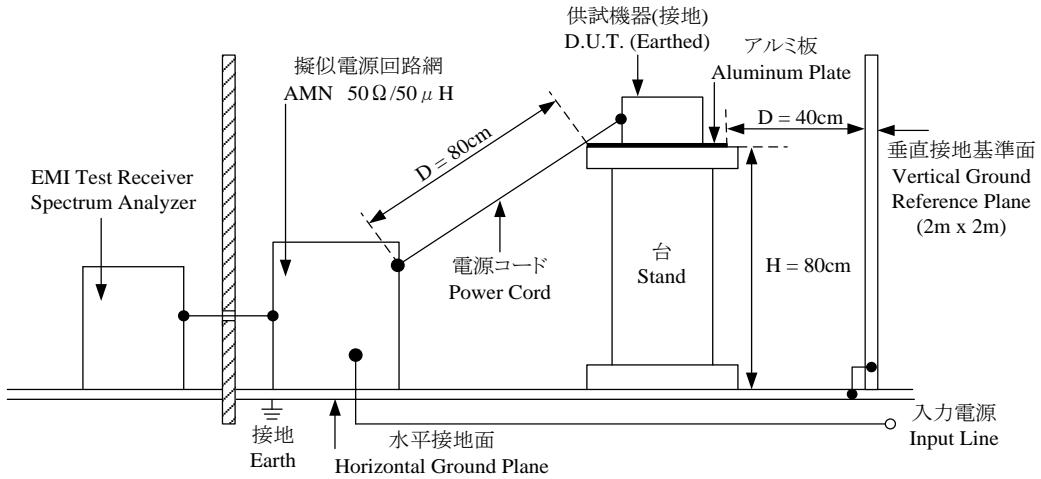 供試機器(接地)
D.U.T. (Earthed)
アルミ板
Aluminum Plate
擬似電源回路網
AMN 50Ω/50μH
D = 80cm
D = 40cm
垂直接地基準面
Vertical Ground
Reference Plane
(2m x 2m)
EMI Test Receiver
Spectrum Analyzer
電源コード
Power Cord
台
Stand
H = 80cm
接地
Earth
水平接地面
Horizontal Ground Plane
入力電源
Input Line